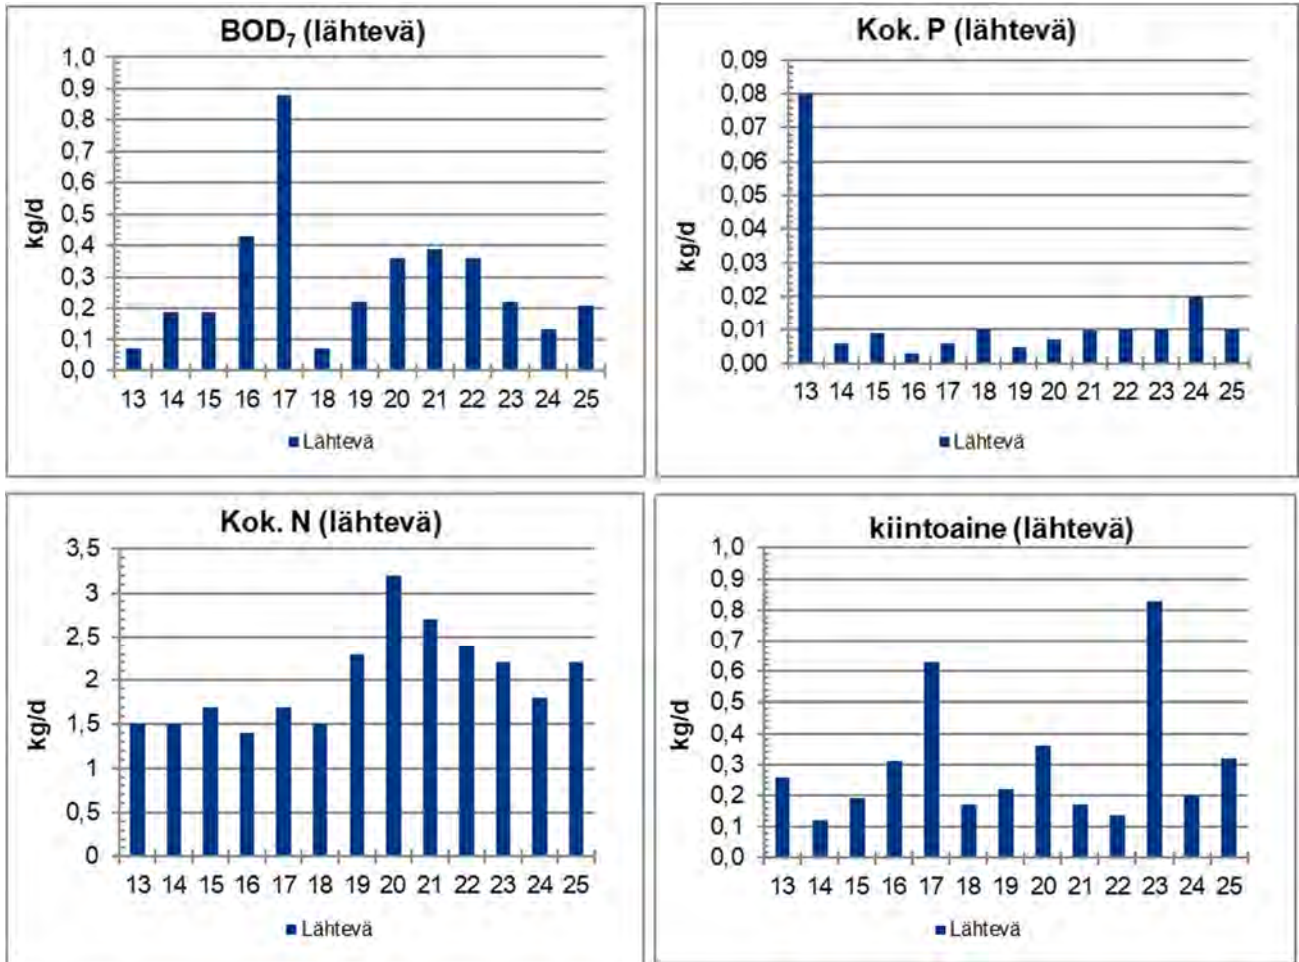 BOD₇ (lähtevä)
1,0
0,9
0,8
0,7
0,6
0,5
0,4
0,3
0,2
0,1
0,0
kg/d
13 14 15 16 17 18 19 20 21 22 23 24 25
Lähtevä
Kok. P (lähtevä)
0,09
0,08
0,07
0,06
0,05
0,04
0,03
0,02
0,01
0,00
kg/d
13 14 15 16 17 18 19 20 21 22 23 24 25
Lähtevä
Kok. N (lähtevä)
3,5
3
2,5
2
1,5
1
0,5
0
kg/d
13 14 15 16 17 18 19 20 21 22 23 24 25
Lähtevä
kiintoaine (lähtevä)
1,0
0,9
0,8
0,7
0,6
0,5
0,4
0,3
0,2
0,1
0,0
kg/d
13 14 15 16 17 18 19 20 21 22 23 24 25
Lähtevä